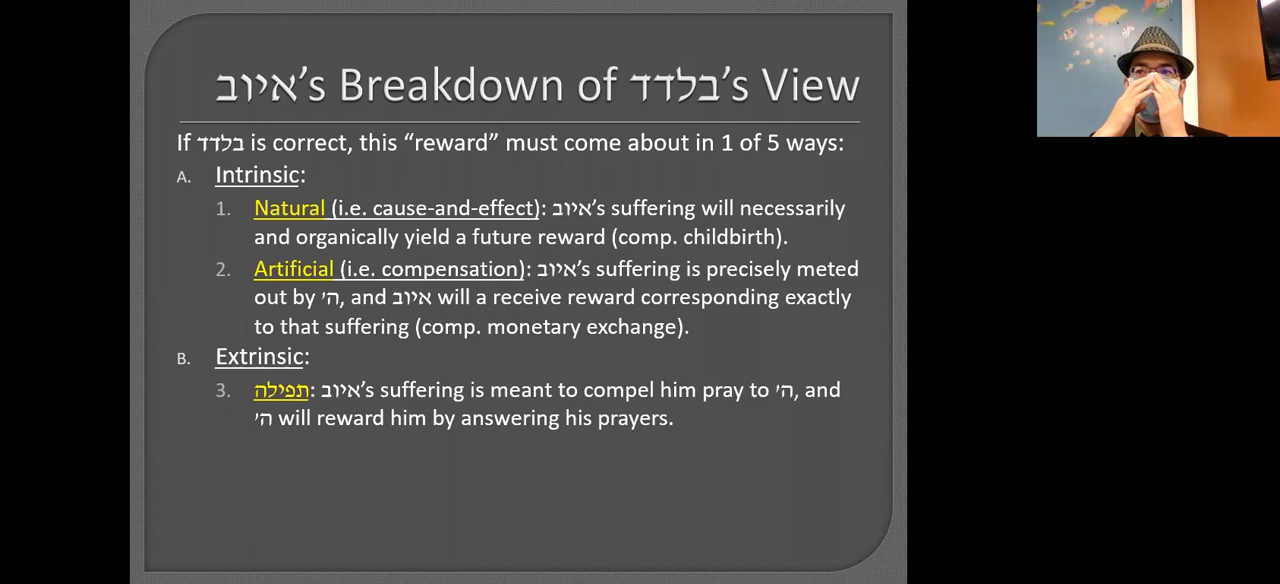 איוב’s Breakdown of בלדד’s View
If בלדד is correct, this “reward” must come about in 1 of 5 ways:
A. Intrinsic:
1. Natural (i.e. cause-and-effect): איוב’s suffering will necessarily
and organically yield a future reward (comp. childbirth).
2. Artificial (i.e. compensation): איוב’s suffering is precisely meted
out by ה’, and איוב will a receive reward corresponding exactly
to that suffering (comp. monetary exchange).
B. Extrinsic:
3. תפילה: איוב’s suffering is meant to compel him pray to ה’, and
ה’ will reward him by answering his prayers.